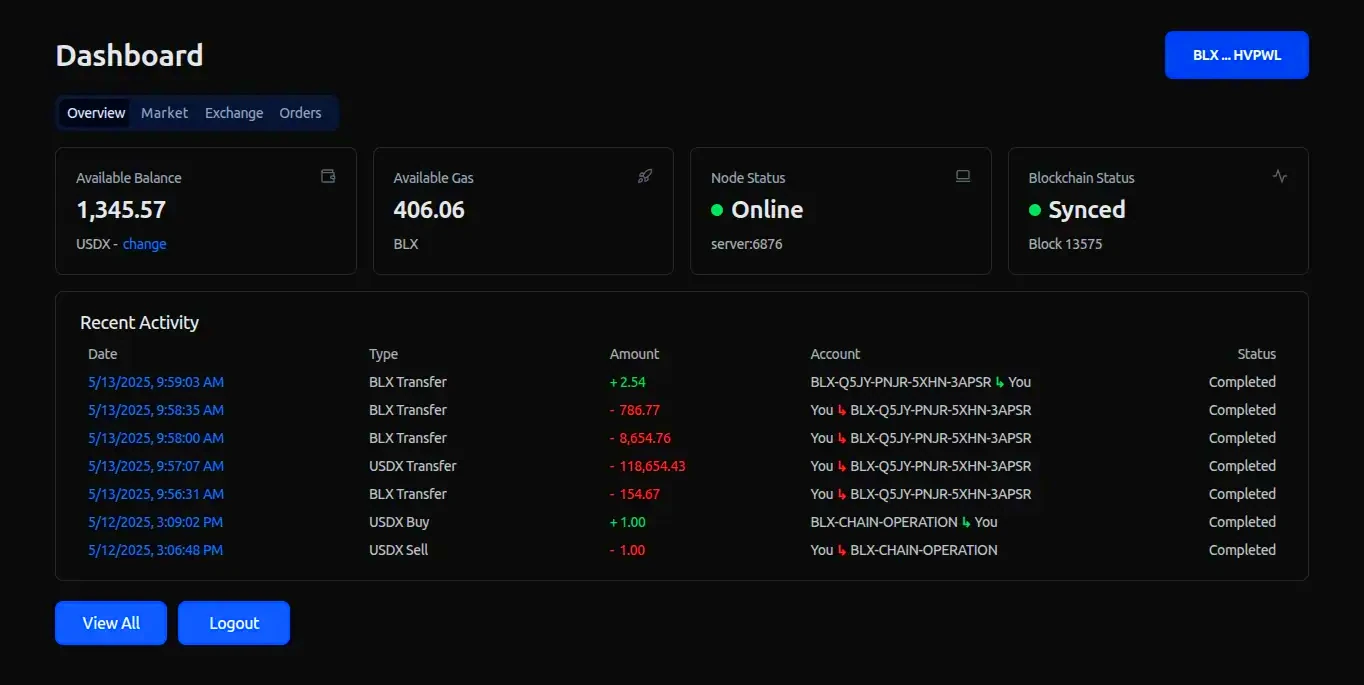 Dashboard
BLX ... HVPWL
Overview Market Exchange Orders
Available Balance
1,345.57
USDX - change
Available Gas
406.06
BLX
Node Status
Online
server:6876
Blockchain Status
Synced
Block 13575
Recent Activity
Date Type Amount Account Status
5/13/2025, 9:59:03 AM BLX Transfer + 2.54 BLX-Q5JY-PNJR-5XHN-3APSR ↳ You Completed
5/13/2025, 9:58:35 AM BLX Transfer - 786.77 You ↳ BLX-Q5JY-PNJR-5XHN-3APSR Completed
5/13/2025, 9:58:00 AM BLX Transfer - 8,654.76 You ↳ BLX-Q5JY-PNJR-5XHN-3APSR Completed
5/13/2025, 9:57:07 AM USDX Transfer - 118,654.43 You ↳ BLX-Q5JY-PNJR-5XHN-3APSR Completed
5/13/2025, 9:56:31 AM BLX Transfer - 154.67 You ↳ BLX-Q5JY-PNJR-5XHN-3APSR Completed
5/12/2025, 3:09:02 PM USDX Buy + 1.00 BLX-CHAIN-OPERATION ↳ You Completed
5/12/2025, 3:06:48 PM USDX Sell - 1.00 You ↳ BLX-CHAIN-OPERATION Completed
View All Logout